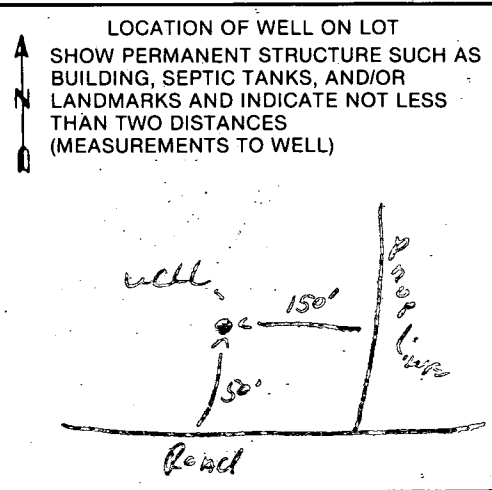 LOCATION OF WELL ON LOT
SHOW PERMANENT STRUCTURE SUCH AS
BUILDING, SEPTIC TANKS, AND/OR
N LANDMARKS AND INDICATE NOT LESS
THAN TWO DISTANCES
(MEASUREMENTS TO WELL)
well
150'
Prop line
50'
Road